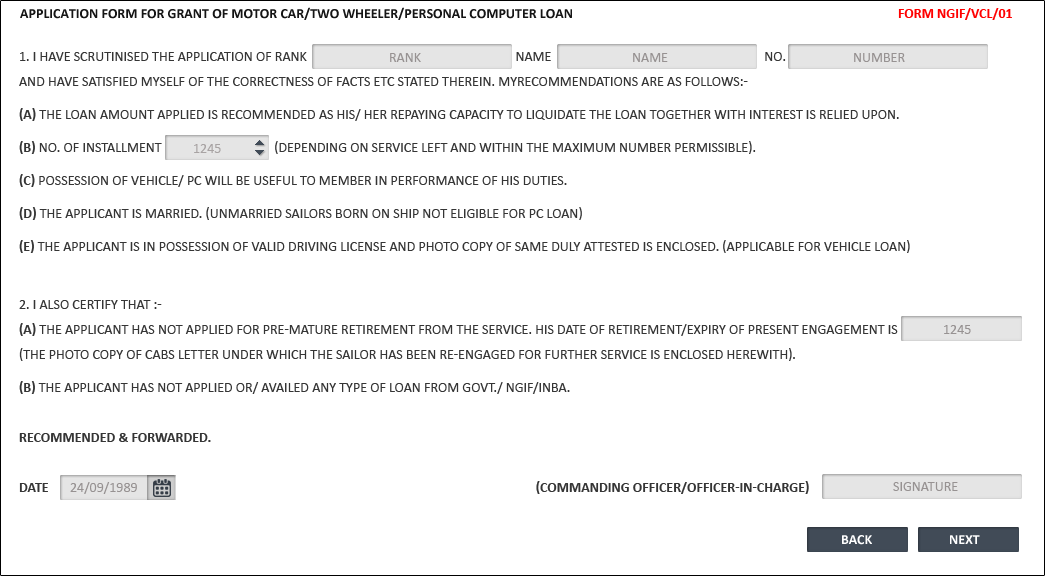 APPLICATION FORM FOR GRANT OF MOTOR CAR/TWO WHEELER/PERSONAL COMPUTER LOAN FORM NGIF/VCL/01
1. I HAVE SCRUTINISED THE APPLICATION OF RANK RANK NAME NAME NO. NUMBER
AND HAVE SATISFIED MYSELF OF THE CORRECTNESS OF FACTS ETC STATED THEREIN. MYRECOMMENDATIONS ARE AS FOLLOWS:-
(A) THE LOAN AMOUNT APPLIED IS RECOMMENDED AS HIS/ HER REPAYING CAPACITY TO LIQUIDATE THE LOAN TOGETHER WITH INTEREST IS RELIED UPON.
(B) NO. OF INSTALLMENT 1245 (DEPENDING ON SERVICE LEFT AND WITHIN THE MAXIMUM NUMBER PERMISSIBLE).
(C) POSSESSION OF VEHICLE/ PC WILL BE USEFUL TO MEMBER IN PERFORMANCE OF HIS DUTIES.
(D) THE APPLICANT IS MARRIED. (UNMARRIED SAILORS BORN ON SHIP NOT ELIGIBLE FOR PC LOAN)
(E) THE APPLICANT IS IN POSSESSION OF VALID DRIVING LICENSE AND PHOTO COPY OF SAME DULY ATTESTED IS ENCLOSED. (APPLICABLE FOR VEHICLE LOAN)
2. I ALSO CERTIFY THAT :-
(A) THE APPLICANT HAS NOT APPLIED FOR PRE-MATURE RETIREMENT FROM THE SERVICE. HIS DATE OF RETIREMENT/EXPIRY OF PRESENT ENGAGEMENT IS 1245
(THE PHOTO COPY OF CABS LETTER UNDER WHICH THE SAILOR HAS BEEN RE-ENGAGED FOR FURTHER SERVICE IS ENCLOSED HEREWITH).
(B) THE APPLICANT HAS NOT APPLIED OR/ AVAILED ANY TYPE OF LOAN FROM GOVT./ NGIF/INBA.
RECOMMENDED & FORWARDED.
DATE 24/09/1989 (COMMANDING OFFICER/OFFICER-IN-CHARGE) SIGNATURE
BACK NEXT